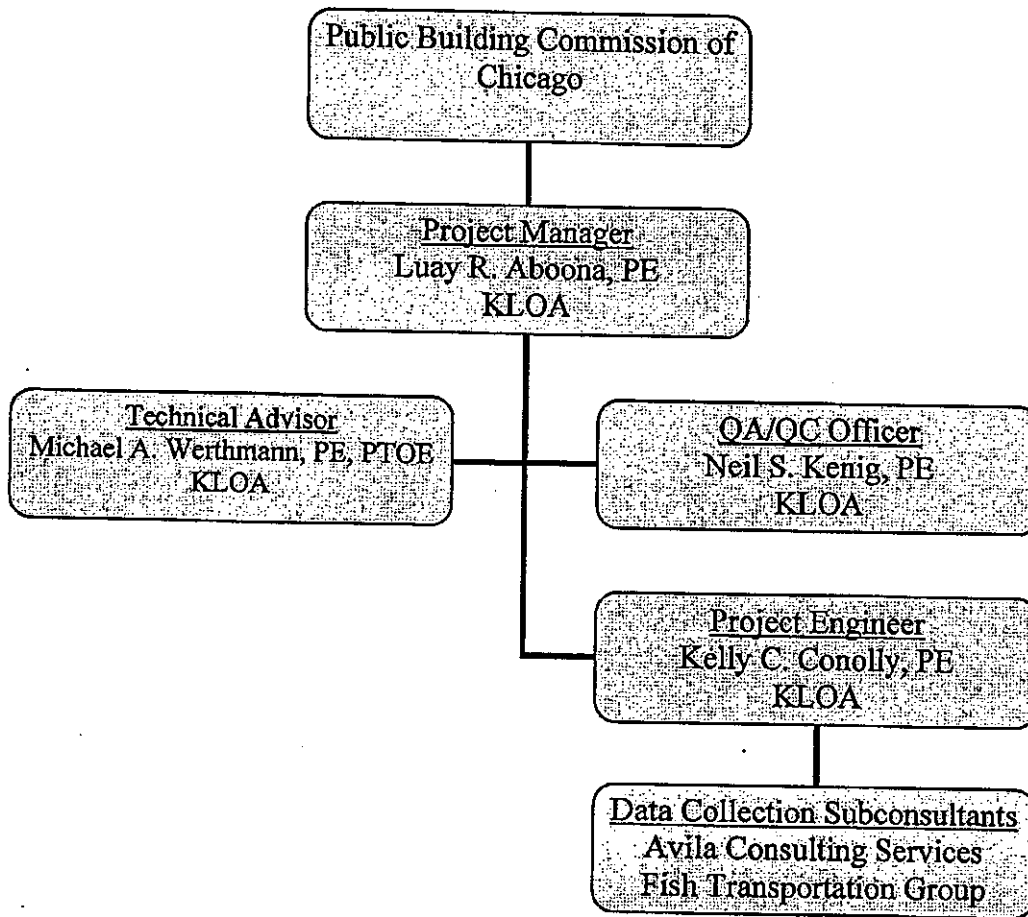 Public Building Commission of
Chicago
Project Manager
Luay R. Aboona, PE
KLOA
Technical Advisor
Michael A. Werthmann, PE, PTOE
KLOA
QA/QC Officer
Neil S. Kenig, PE
KLOA
Project Engineer
Kelly C. Conolly, PE
KLOA
Data Collection Subconsultants
Avila Consulting Services
Fish Transportation Group